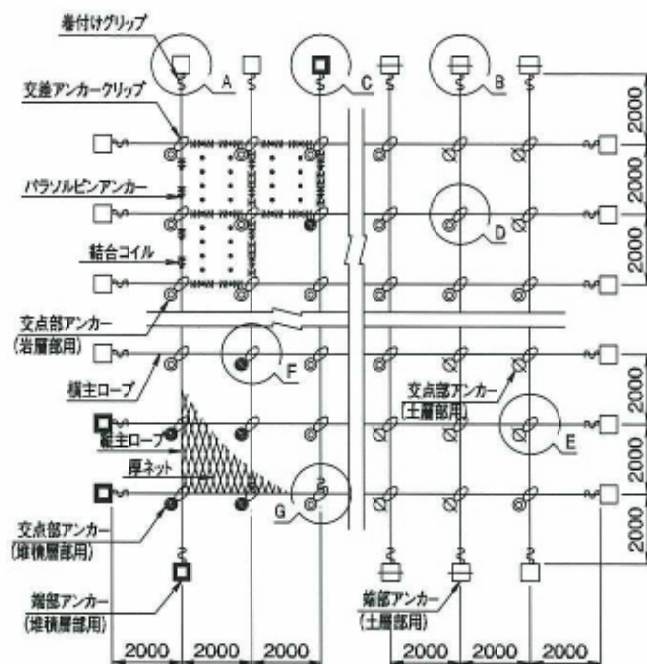 巻付けグリップ
A
C
B
交差アンカークリップ
パラソルピンアンカー
D
結合コイル
交点部アンカー
(岩層部用)
F
横主ロープ
交点部アンカー
(土層部用)
E
縦主ロープ
厚ネット
G
交点部アンカー
(堆積層部用)
端部アンカー
(堆積層部用)
端部アンカー
(土層部用)
2000
2000
2000
2000
2000
2000
2000
2000
2000
2000
2000
2000